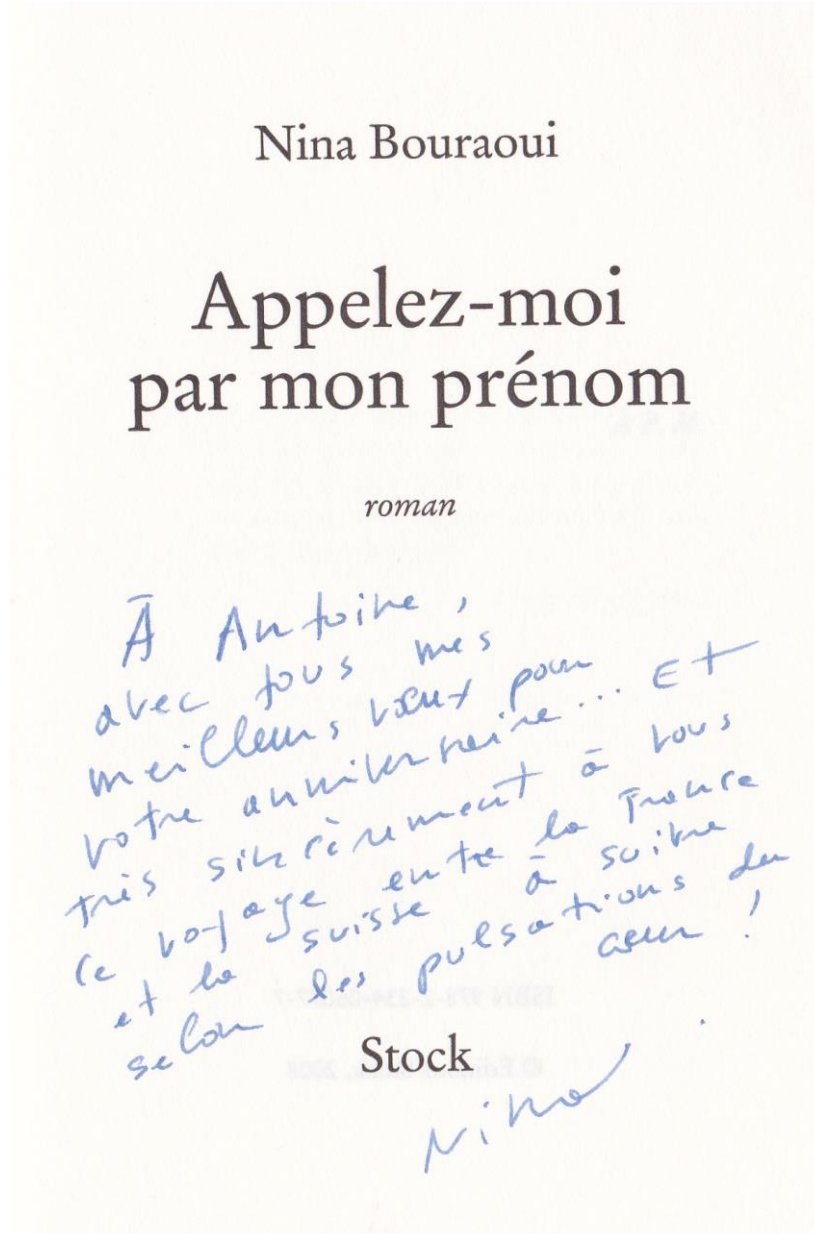 Nina Bouraoui
Appelez-moi
par mon prénom
roman
À Antoine,
avec tous mes
meilleurs vœux pour
votre anniversaire... Et
très sincèrement à vous
ce voyage entre la France
et la Suisse à suivre
selon les pulsations du
cœur !
Stock
Nina